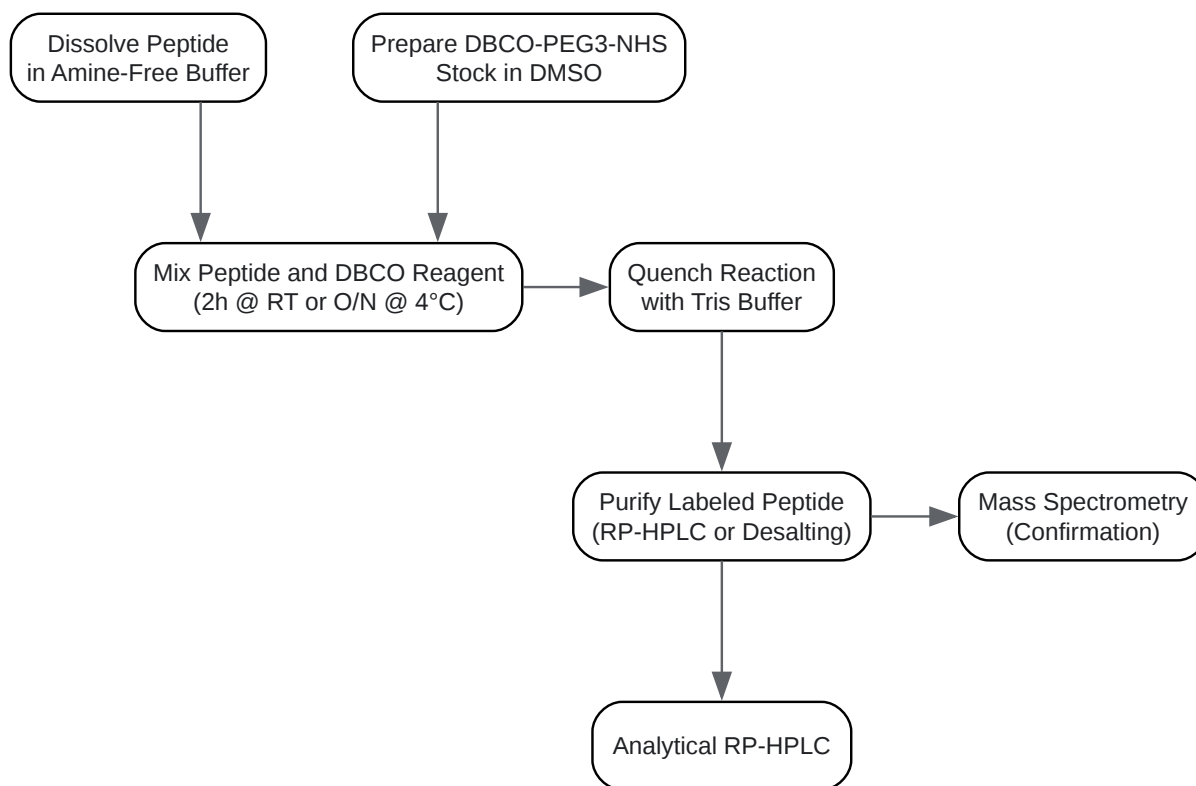 Dissolve Peptide
in Amine-Free Buffer
Prepare DBCO-PEG3-NHS
Stock in DMSO
Mix Peptide and DBCO Reagent
(2h @ RT or O/N @ 4°C)
Quench Reaction
with Tris Buffer
Purify Labeled Peptide
(RP-HPLC or Desalting)
Mass Spectrometry
(Confirmation)
Analytical RP-HPLC